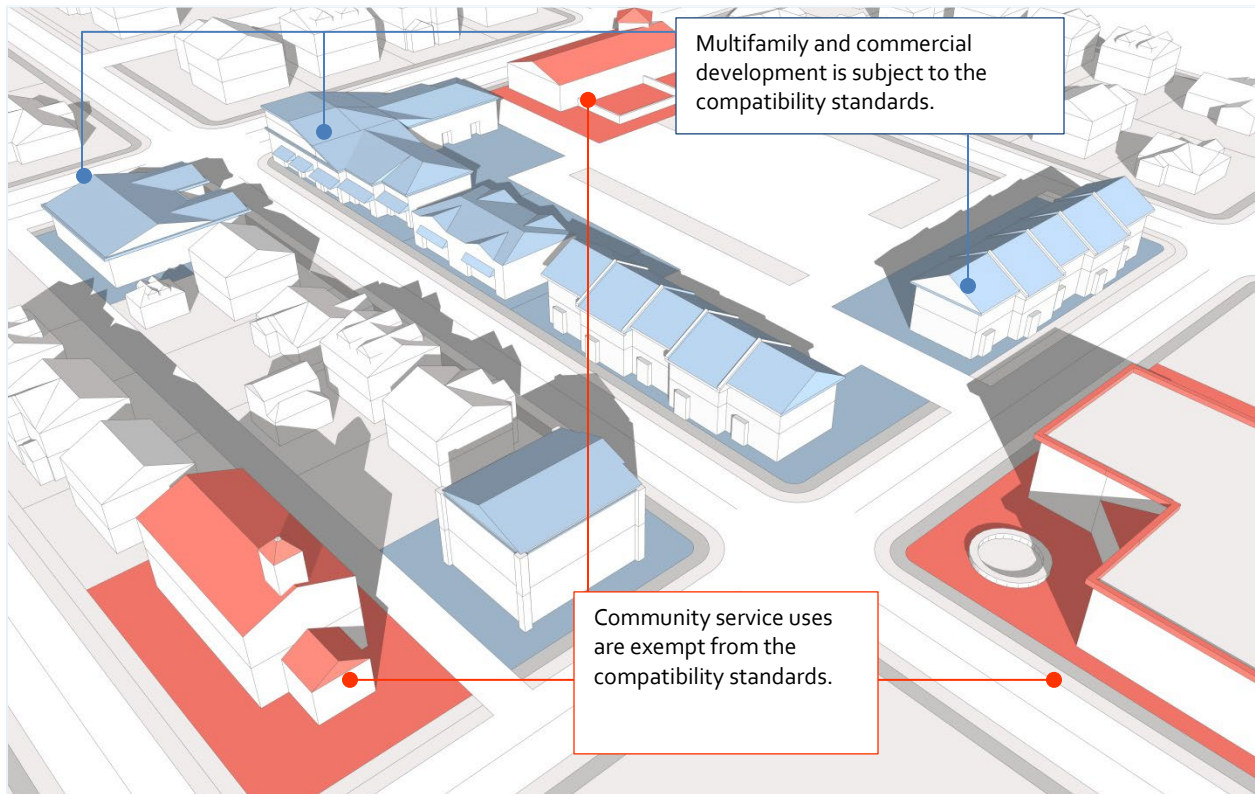 Multifamily and commercial
development is subject to the
compatibility standards.
Community service uses
are exempt from the
compatibility standards.